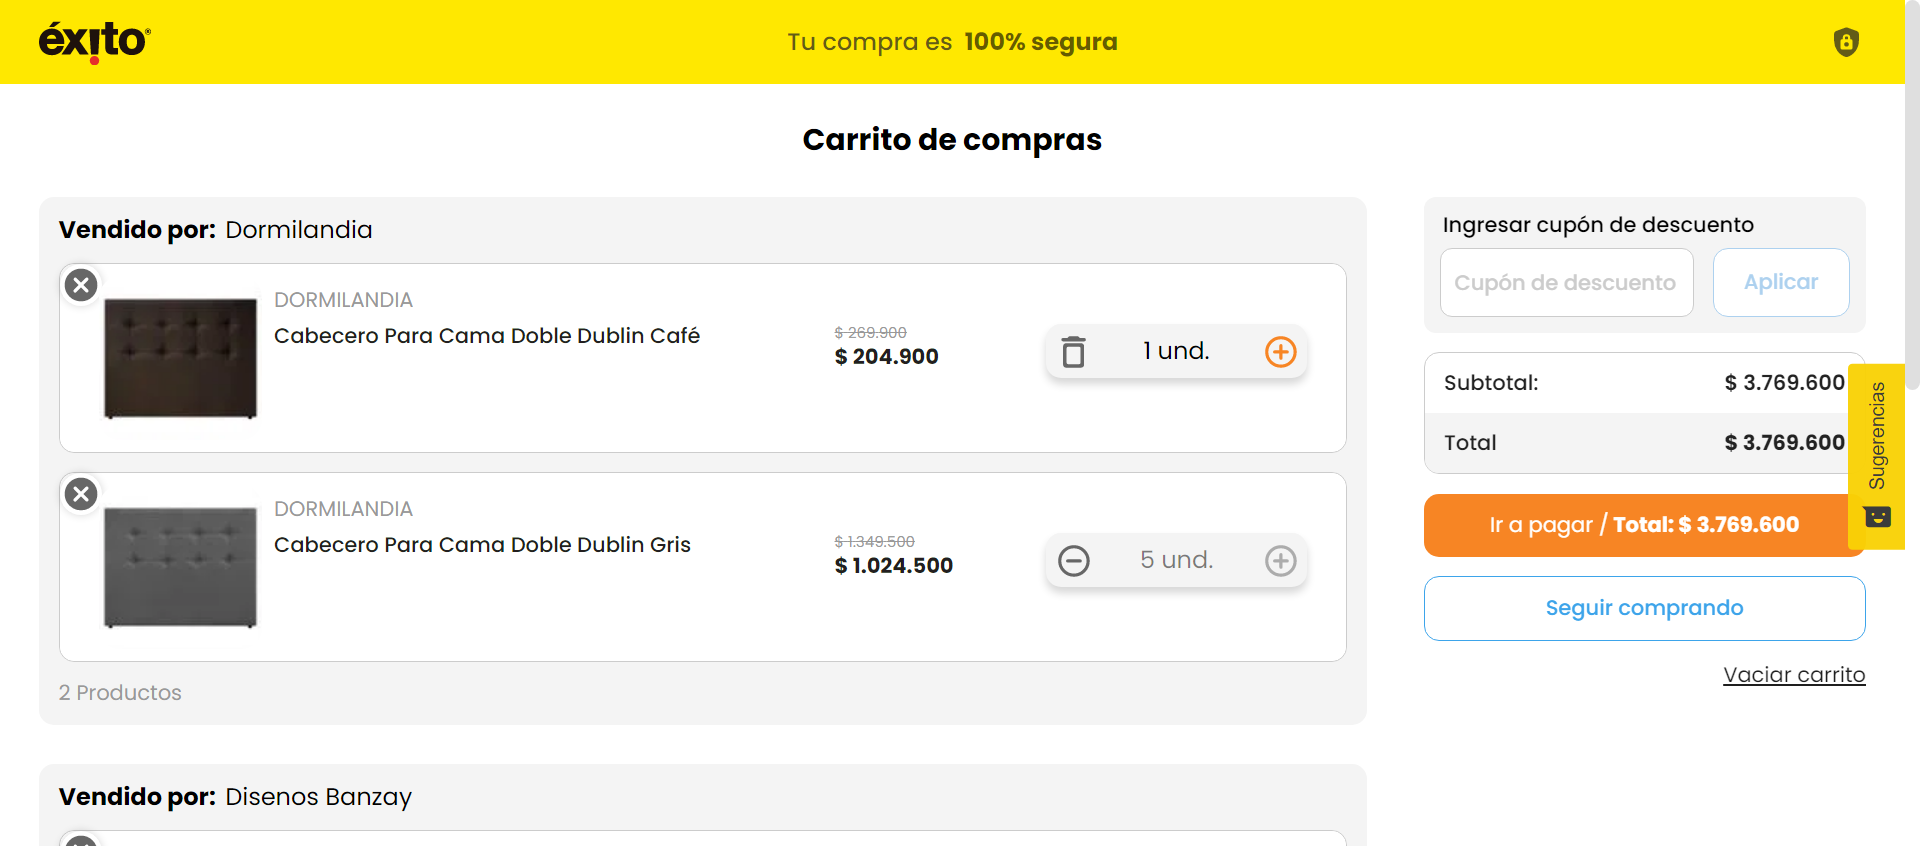 éxito®
Tu compra es 100% segura
Carrito de compras
Vendido por: Dormilandia
DORMILANDIA
Cabecero Para Cama Doble Dublin Café
$ 269.900
$ 204.900
1 und.
DORMILANDIA
Cabecero Para Cama Doble Dublin Gris
$ 1.349.500
$ 1.024.500
5 und.
2 Productos
Vendido por: Disenos Banzay
Ingresar cupón de descuento
Cupón de descuento
Aplicar
Subtotal: $ 3.769.600
Total $ 3.769.600
Ir a pagar / Total: $ 3.769.600
Seguir comprando
Vaciar carrito
Sugerencias